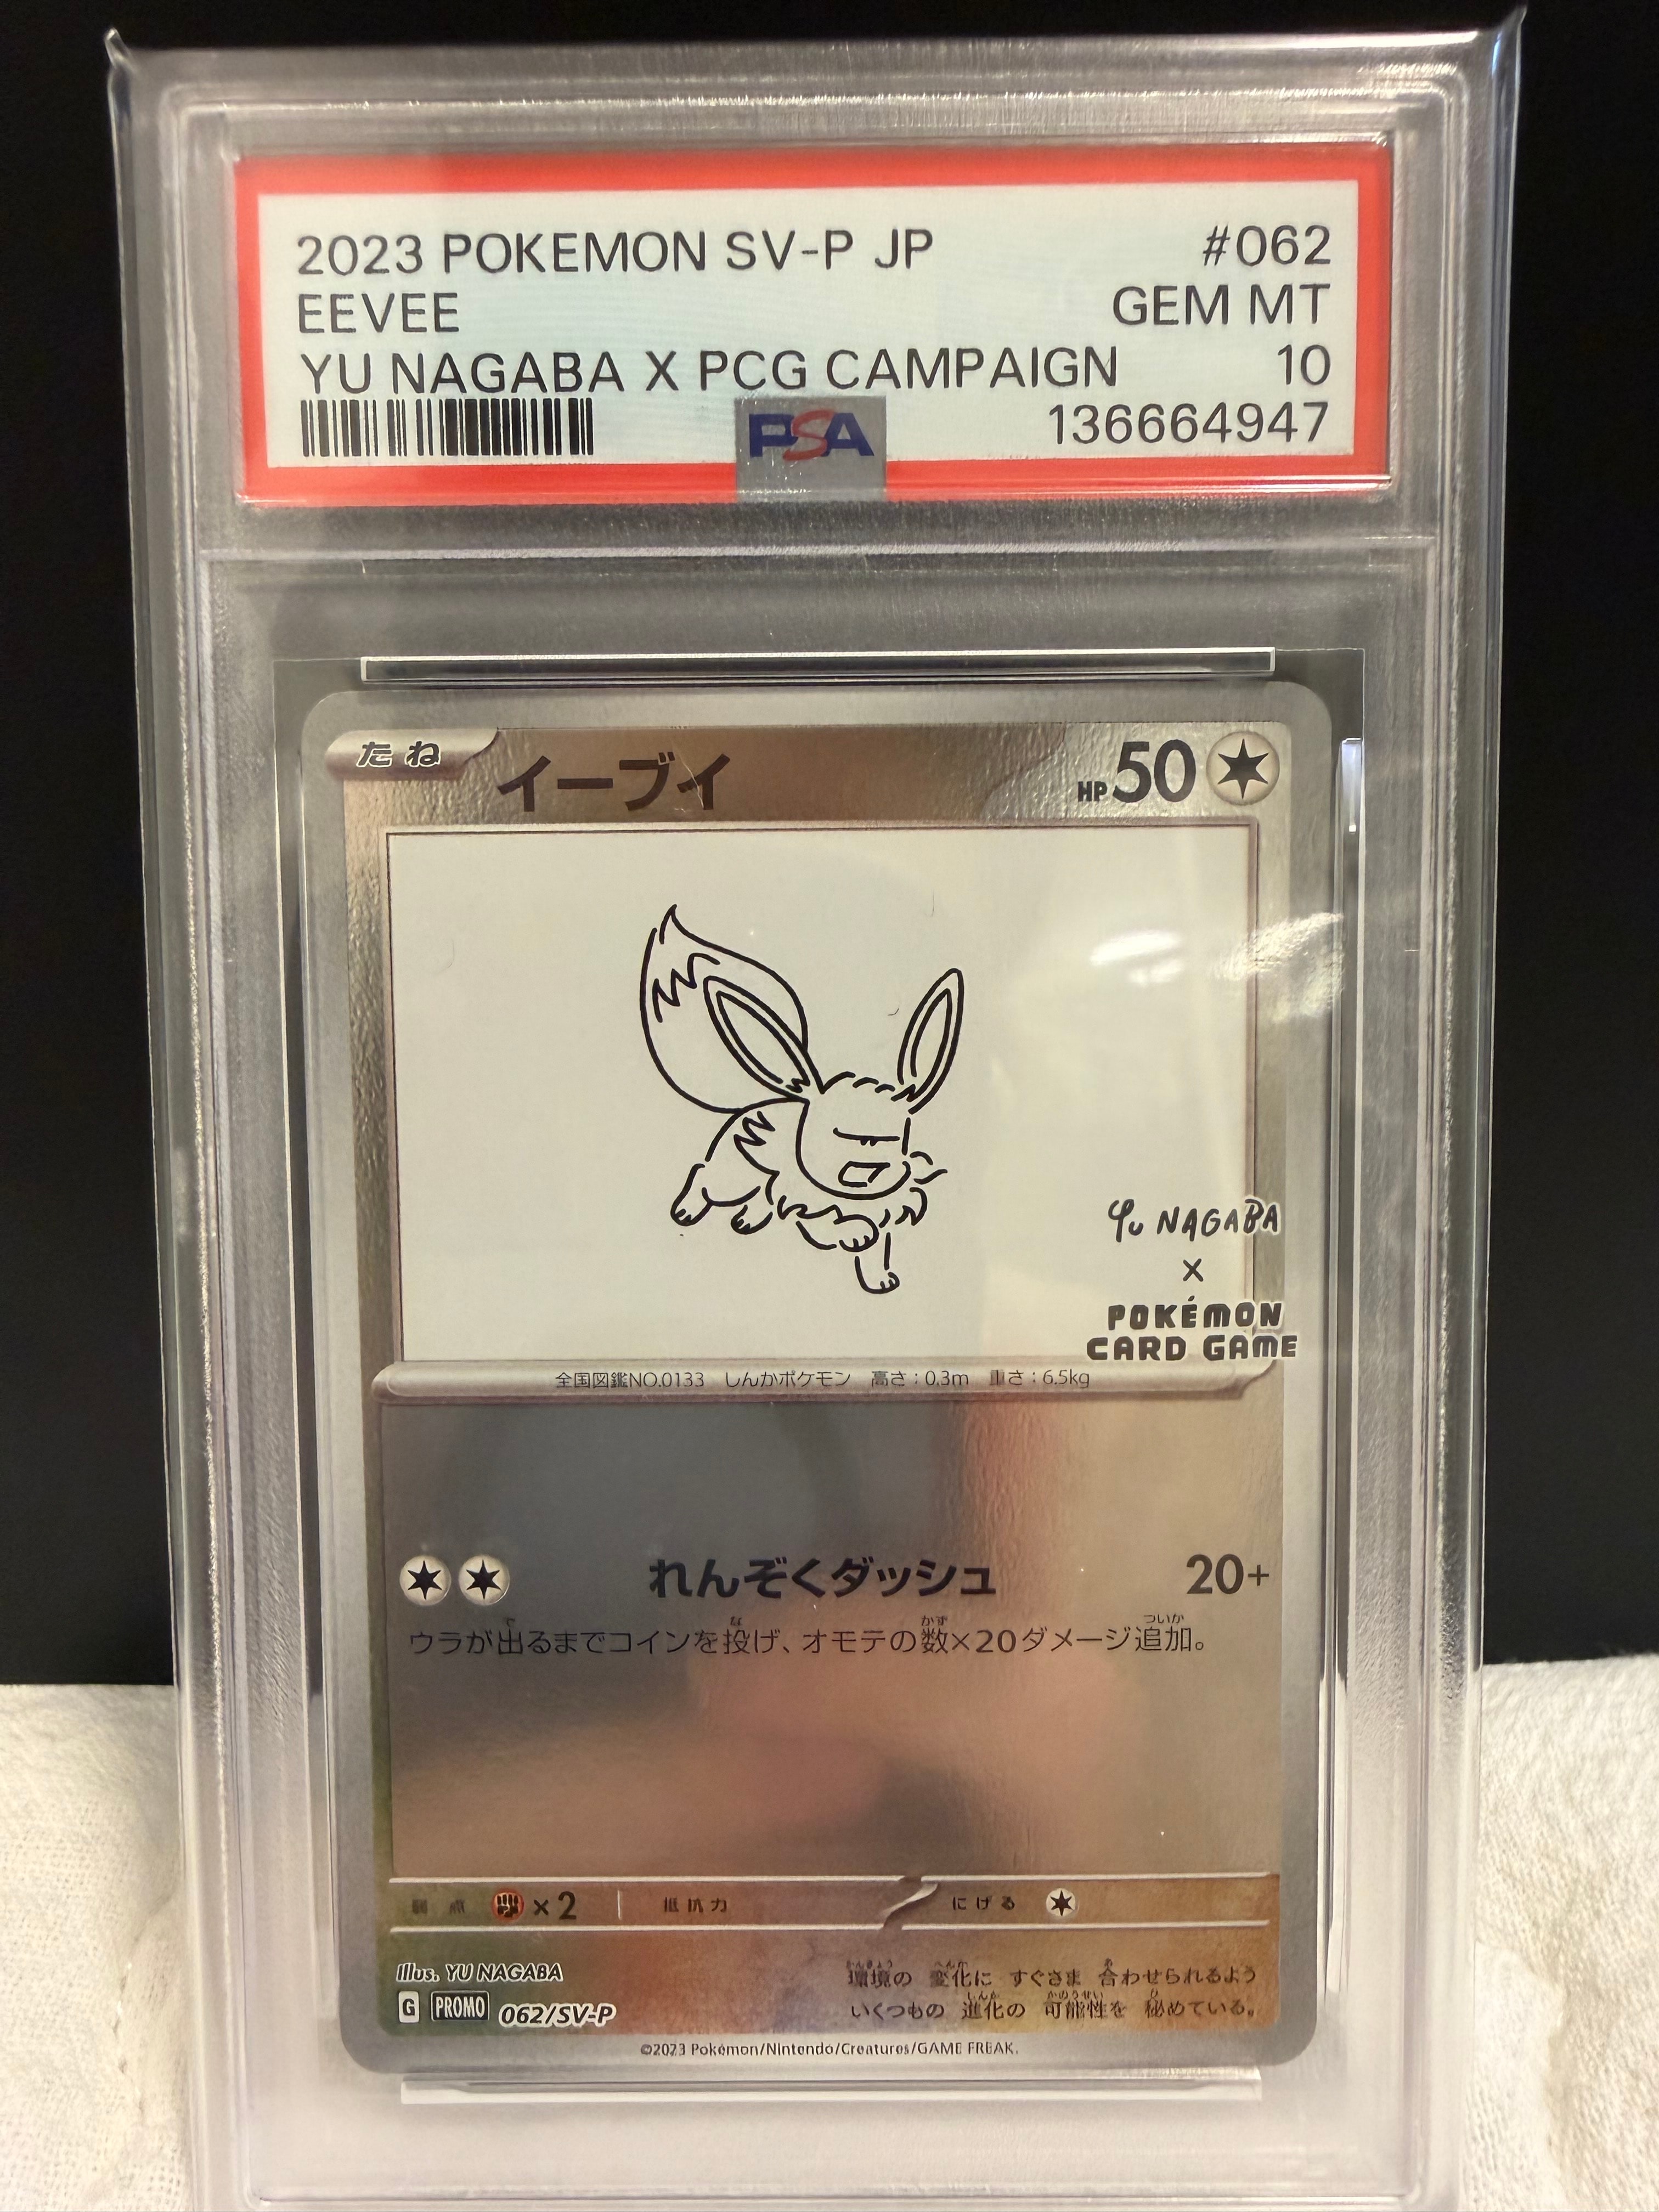 2023 POKEMON SV-P JP #062
EEVEE GEM MT
YU NAGABA X PCG CAMPAIGN 10
PSA 136664947
たね イーブイ HP50
YU NAGABA
×
POKÉMON
CARD GAME
全国図鑑NO.0133 しんかポケモン 高さ:0.3m 重さ:6.5kg
れんぞくダッシュ 20+
ウラが出るまでコインを投げ、オモテの数×20ダメージ追加。
弱点 ×2 抵抗力 にげる
Illus. YU NAGABA
G PROMO 062/SV-P
環境の 変化に すぐさま 合わせられるよう
いくつもの 進化の 可能性を 秘めている。
©2023 Pokémon/Nintendo/Creatures/GAME FREAK.